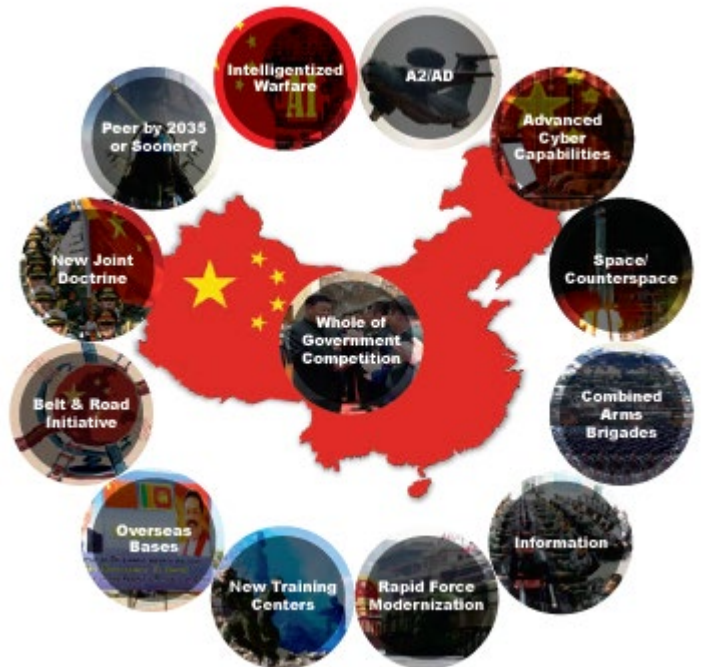 Intelligentized
Warfare
A2/AD
Advanced
Cyber
Capabilities
Space/
Counterspace
Combined
Arms
Brigades
Information
Rapid Force
Modernization
New Training
Centers
Overseas
Bases
Belt & Road
Initiative
New Joint
Doctrine
Peer by 2035
or Sooner?
Whole of
Government
Competition
AI